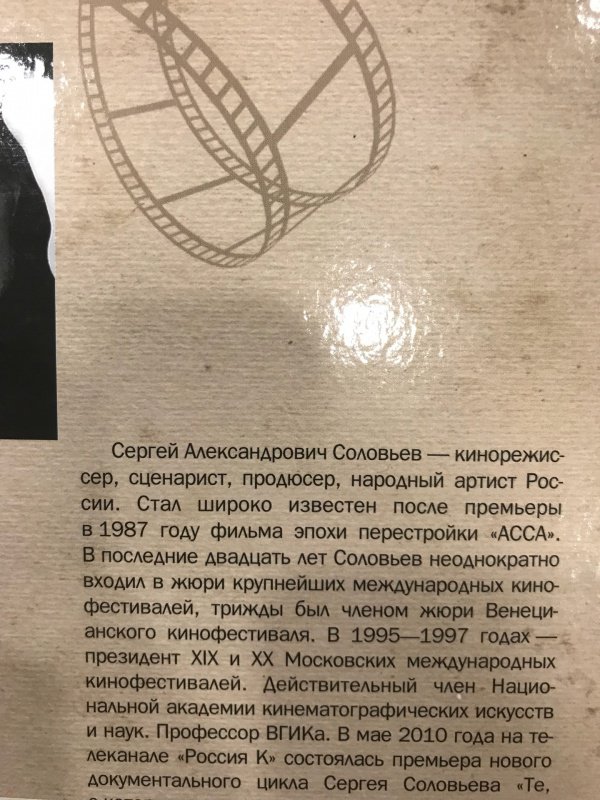 Сергей Александрович Соловьев — кинорежис-
сер, сценарист, продюсер, народный артист Рос-
сии. Стал широко известен после премьеры
в 1987 году фильма эпохи перестройки «АССА».
В последние двадцать лет Соловьев неоднократно
входил в жюри крупнейших международных кино-
фестивалей, трижды был членом жюри Венеци-
анского кинофестиваля. В 1995—1997 годах —
президент XIX и XX Московских международных
кинофестивалей. Действительный член Нацио-
нальной академии кинематографических искусств
и наук. Профессор ВГИКа. В мае 2010 года на те-
леканале «Россия К» состоялась премьера нового
документального цикла Сергея Соловьева «Те,